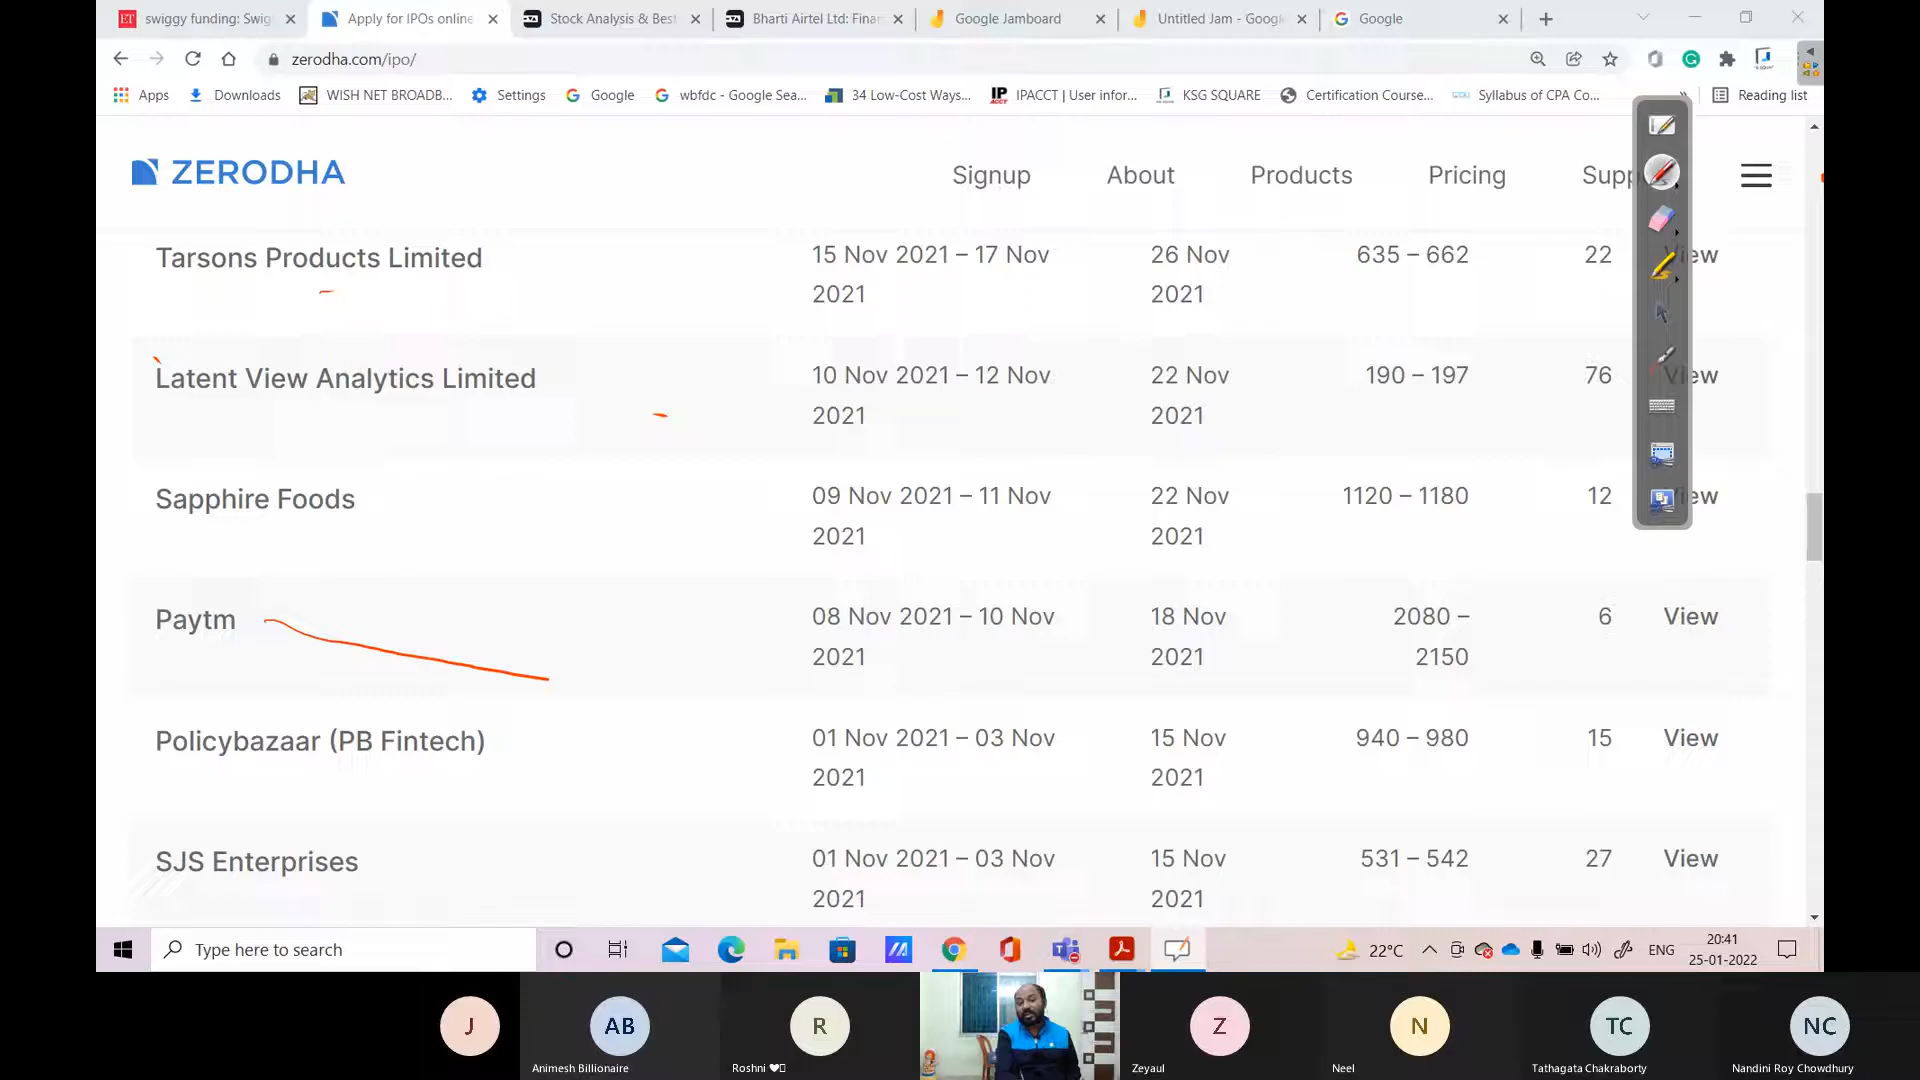 swiggy funding: Swig
Apply for IPOs online
Stock Analysis & Best
Bharti Airtel Ltd: Finan
Google Jamboard
Untitled Jam - Googl
Google
zerodha.com/ipo/
Apps
Downloads
WISH NET BROADB...
Settings
Google
wbfdc - Google Sea...
34 Low-Cost Ways...
IPACCT | User infor...
KSG SQUARE
Certification Course...
Syllabus of CPA Co...
»
Reading list
ZERODHA
Signup
About
Products
Pricing
Supp
Tarsons Products Limited
15 Nov 2021 – 17 Nov 2021
26 Nov 2021
635 – 662
22
ew
Latent View Analytics Limited
10 Nov 2021 – 12 Nov 2021
22 Nov 2021
190 – 197
76
View
Sapphire Foods
09 Nov 2021 – 11 Nov 2021
22 Nov 2021
1120 – 1180
12
ew
Paytm
08 Nov 2021 – 10 Nov 2021
18 Nov 2021
2080 – 2150
6
View
Policybazaar (PB Fintech)
01 Nov 2021 – 03 Nov 2021
15 Nov 2021
940 – 980
15
View
SJS Enterprises
01 Nov 2021 – 03 Nov 2021
15 Nov 2021
531 – 542
27
View
Type here to search
22°C
ENG
20:41
25-01-2022
J
AB
R
Z
N
TC
NC
Animesh Billionaire
Roshni
Zeyaul
Neel
Tathagata Chakraborty
Nandini Roy Chowdhury